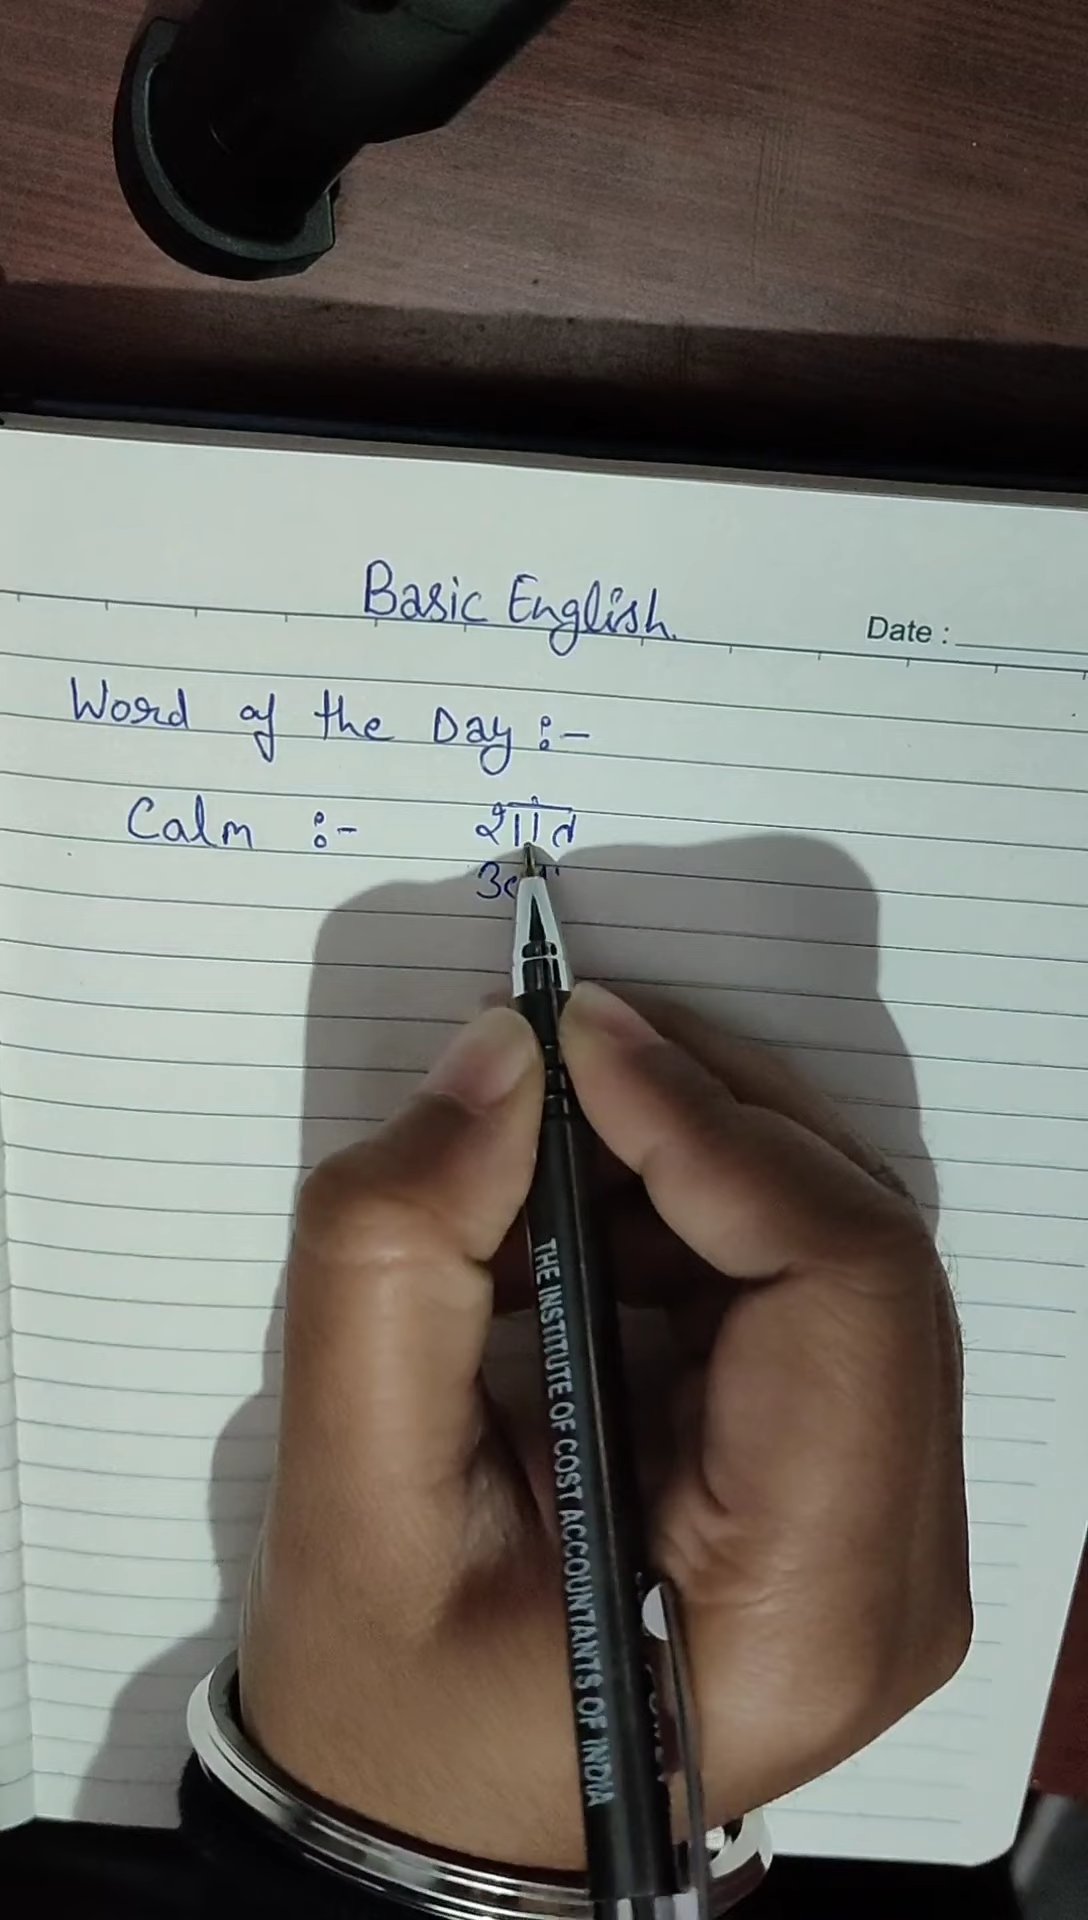 Basic English.
Date :
Word of the Day :-
Calm :- शांत
THE INSTITUTE OF COST ACCOUNTANTS OF INDIA